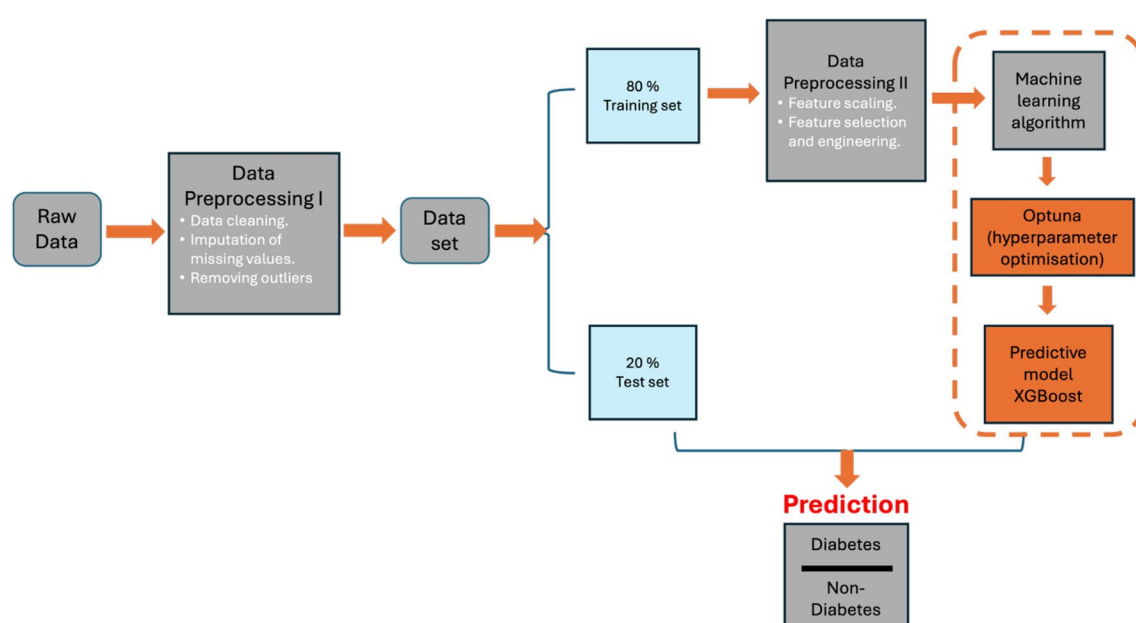 Raw
Data
Data
Preprocessing I
• Data cleaning.
• Imputation of
missing values.
• Removing outliers
Data
set
80 %
Training set
20 %
Test set
Data
Preprocessing II
• Feature scaling.
• Feature selection
and engineering.
Machine
learning
algorithm
Optuna
(hyperparameter
optimisation)
Predictive
model
XGBoost
Prediction
Diabetes
Non-
Diabetes